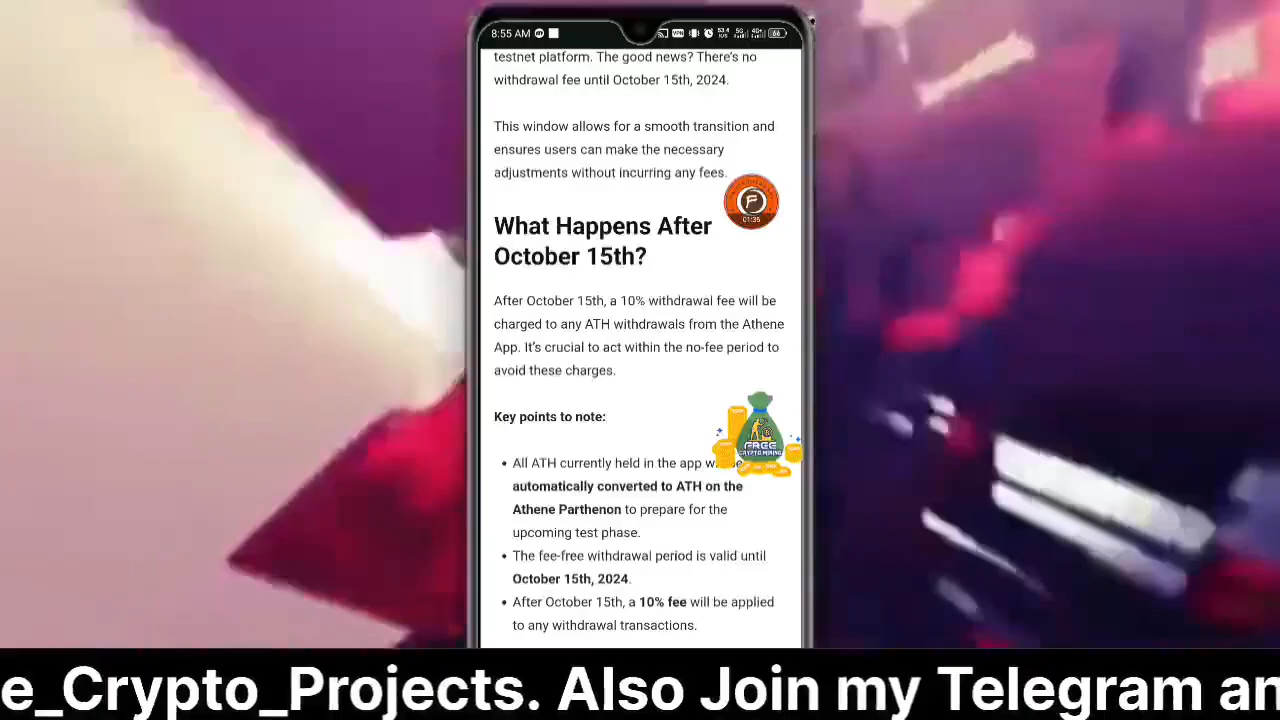 8:55 AM
testnet platform. The good news? There's no
withdrawal fee until October 15th, 2024.
This window allows for a smooth transition and
ensures users can make the necessary
adjustments without incurring any fees.
01:35
What Happens After
October 15th?
After October 15th, a 10% withdrawal fee will be
charged to any ATH withdrawals from the Athene
App. It's crucial to act within the no-fee period to
avoid these charges.
Key points to note:
FREE
CRYPTO MINING
• All ATH currently held in the app
automatically converted to ATH on the
Athene Parthenon to prepare for the
upcoming test phase.
• The fee-free withdrawal period is valid until
October 15th, 2024.
• After October 15th, a 10% fee will be applied
to any withdrawal transactions.
e_Crypto_Projects. Also Join my Telegram an